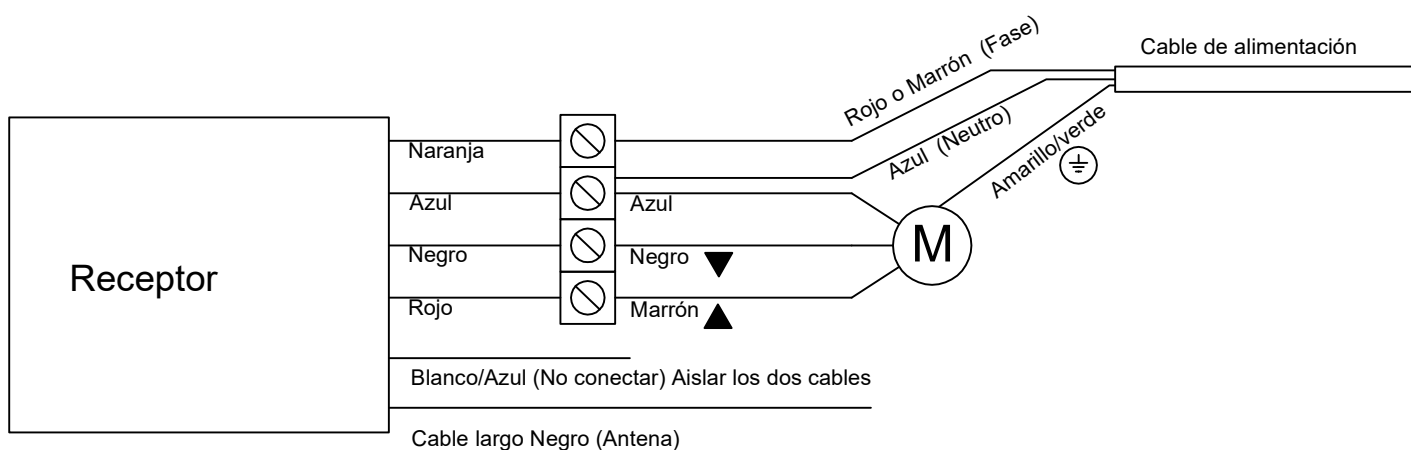 Cable de alimentación
Rojo o Marrón (Fase)
Azul (Neutro)
Amarillo/verde
Naranja
Azul
Azul
Negro
Negro
Rojo
Marrón
M
Receptor
Blanco/Azul (No conectar) Aislar los dos cables
Cable largo Negro (Antena)